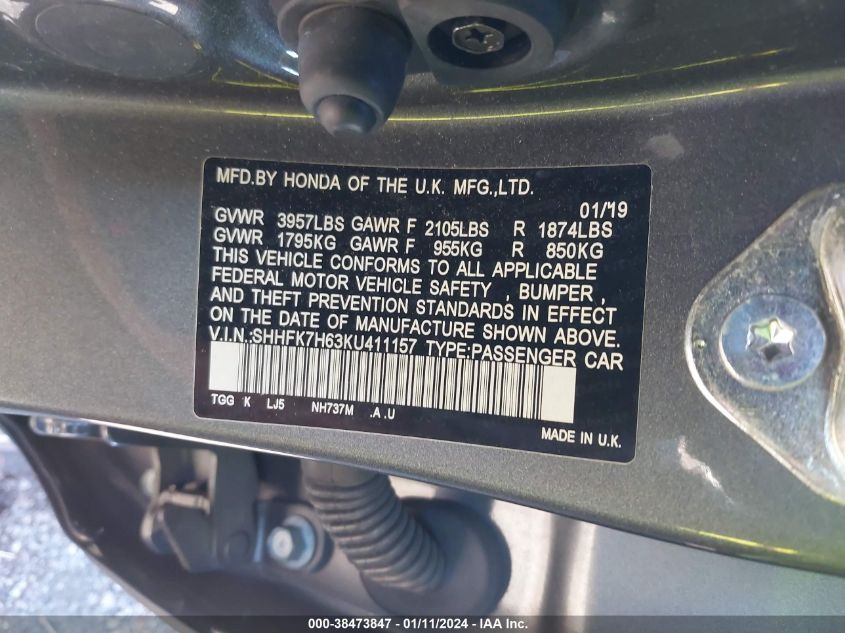 MFD.BY HONDA OF THE U.K. MFG.,LTD.
01/'19
GVWR 3957LBS GAWR F 2105LBS R 1874LBS
GVWR 1795KG GAWR F 955KG R 850KG
THIS VEHICLE CONFORMS TO ALL APPLICABLE
FEDERAL MOTOR VEHICLE SAFETY , BUMPER ,
AND THEFT PREVENTION STANDARDS IN EFFECT
ON THE DATE OF MANUFACTURE SHOWN ABOVE.
V.I.N.:SHHFK7H63KU411157 TYPE:PASSENGER CAR
TGG K LJ5 NH737M .A .U
MADE IN U.K.
000-38473847 - 01/11/2024 - IAA Inc.